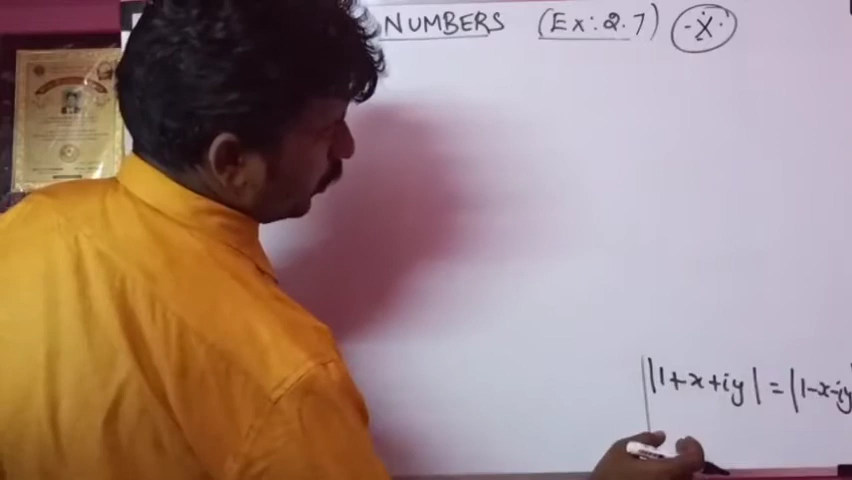 NUMBERS (Ex: 2.7) X
|1+x+iy| = |1-x-iy